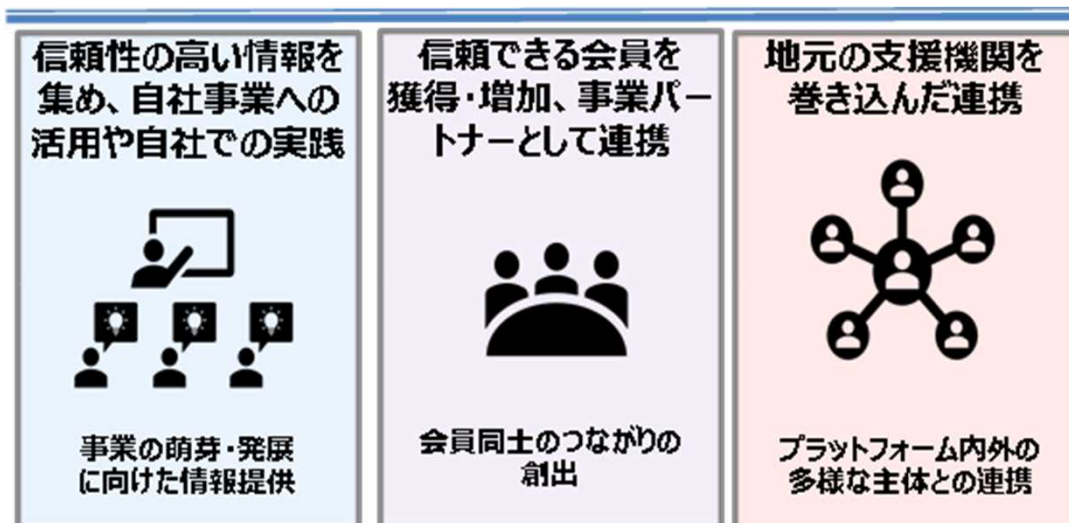 信頼性の高い情報を
集め、自社事業への
活用や自社での実践
事業の萌芽・発展
に向けた情報提供
信頼できる会員を
獲得・増加、事業パー
トナーとして連携
会員同士のつながりの
創出
地元の支援機関を
巻き込んだ連携
プラットフォーム内外の
多様な主体との連携